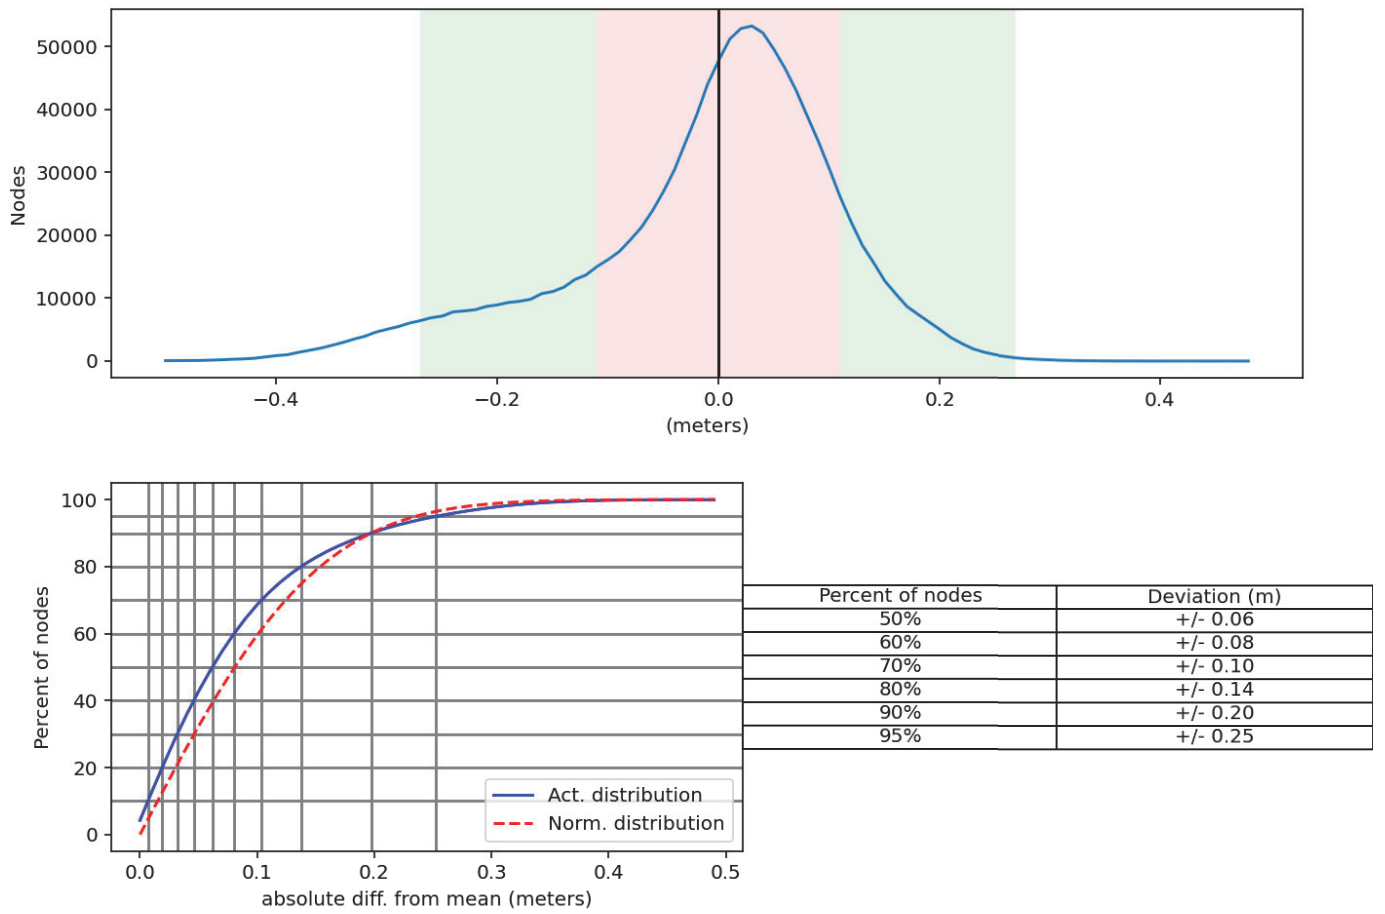 50000
40000
30000
20000
10000
0
Nodes
−0.4 −0.2 0.0 0.2 0.4
(meters)
100
80
60
40
20
0
Percent of nodes
Act. distribution
Norm. distribution
0.0 0.1 0.2 0.3 0.4 0.5
absolute diff. from mean (meters)
Percent of nodes Deviation (m)
50% +/- 0.06
60% +/- 0.08
70% +/- 0.10
80% +/- 0.14
90% +/- 0.20
95% +/- 0.25